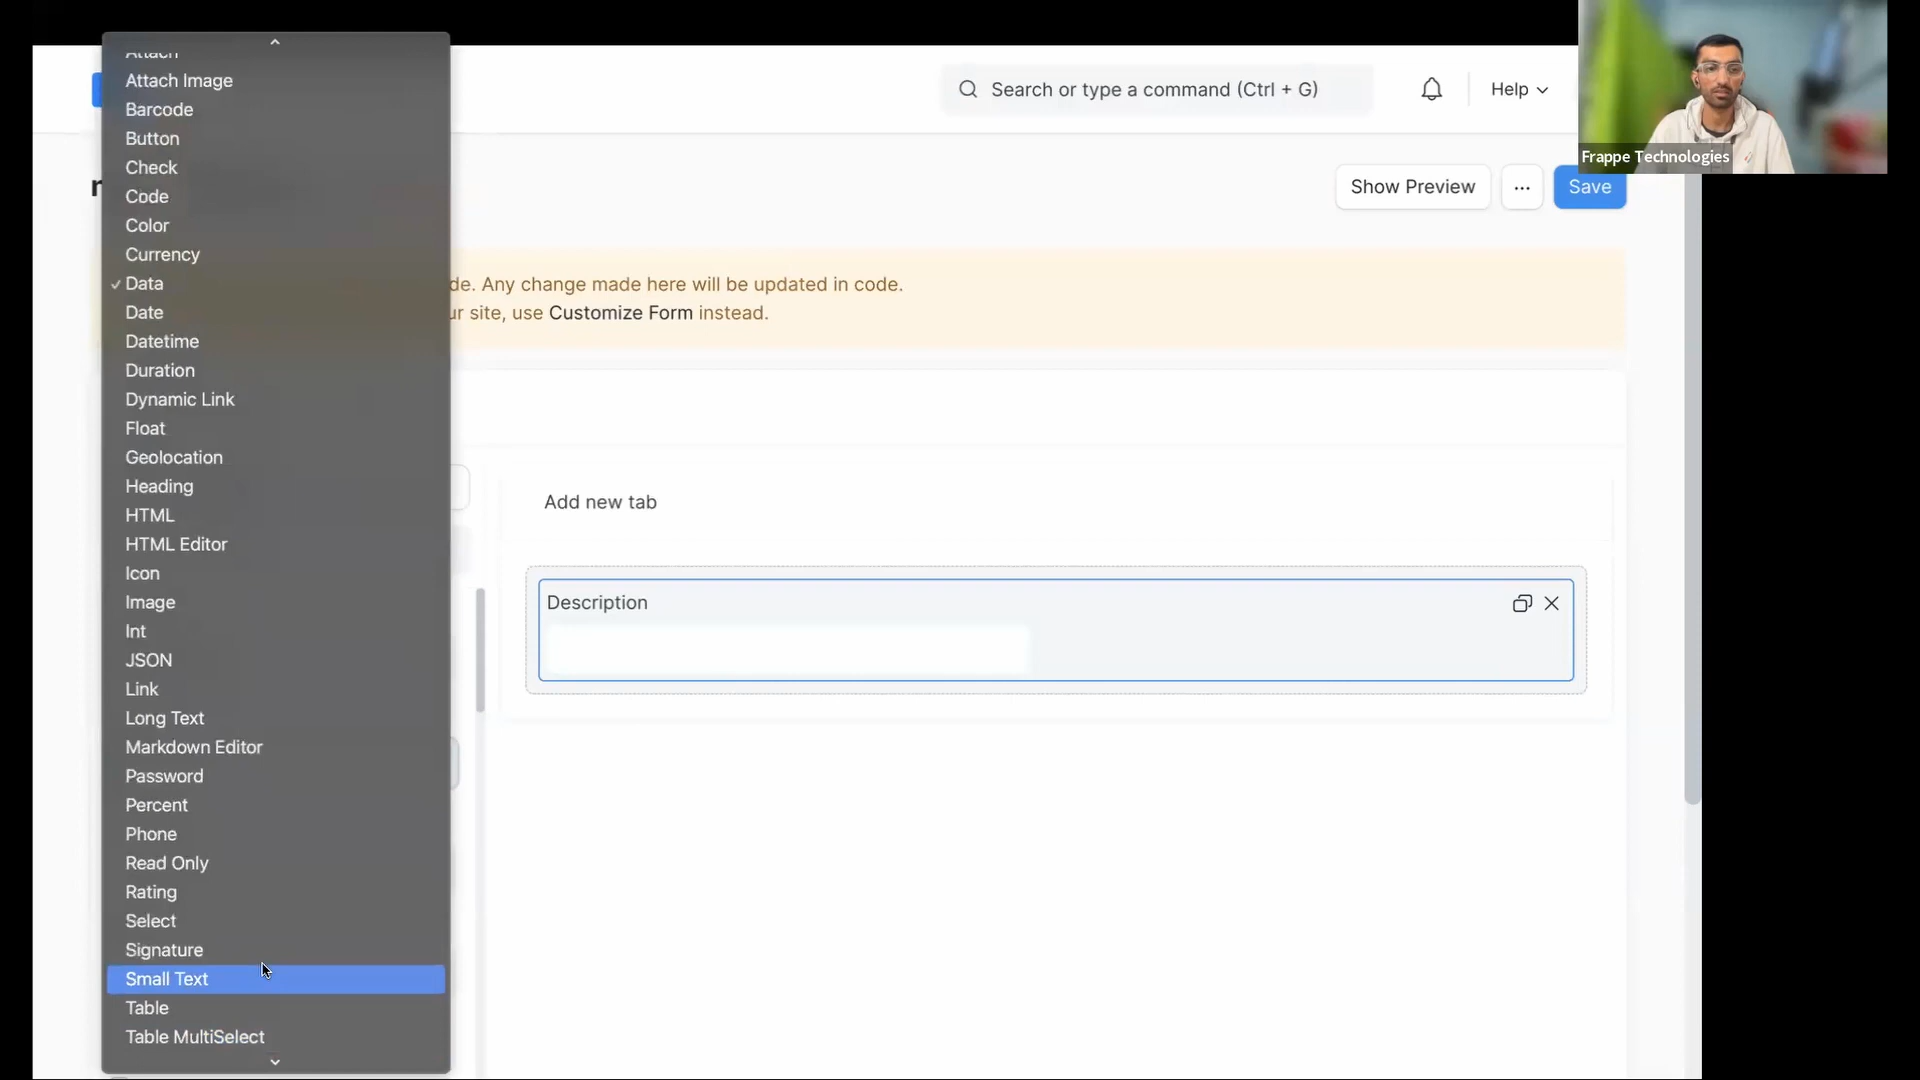 Attach
Attach Image
Barcode
Button
Check
Code
Color
Currency
✓ Data
Date
Datetime
Duration
Dynamic Link
Float
Geolocation
Heading
HTML
HTML Editor
Icon
Image
Int
JSON
Link
Long Text
Markdown Editor
Password
Percent
Phone
Read Only
Rating
Select
Signature
Small Text
Table
Table MultiSelect
Search or type a command (Ctrl + G)
Help
Frappe Technologies
Show Preview
...
Save
de. Any change made here will be updated in code.
ur site, use Customize Form instead.
Add new tab
Description